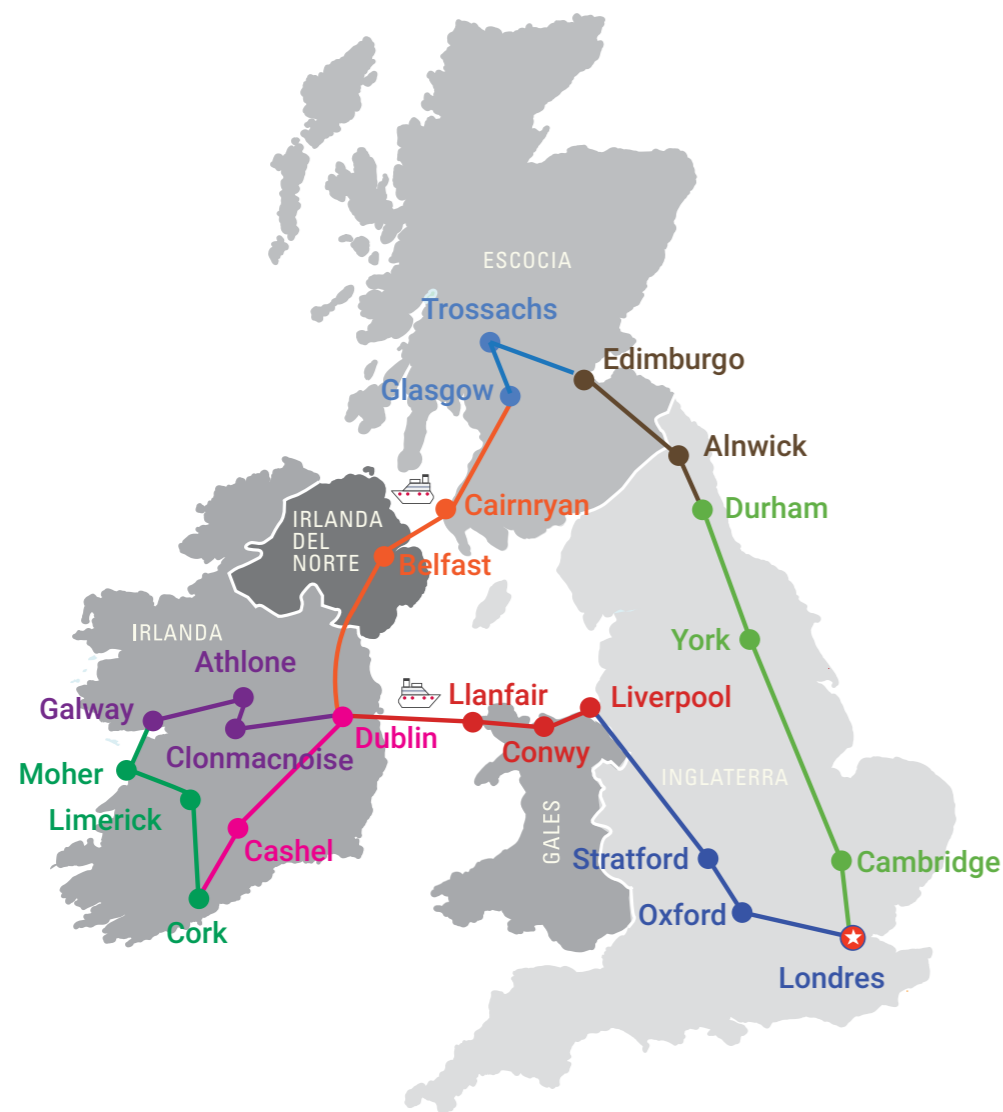 ESCOCIA
Trossachs
Edimburgo
Glasgow
Alnwick
Cairnryan
Durham
IRLANDA
DEL
NORTE
Belfast
IRLANDA
York
Athlone
Galway
Llanfair
Liverpool
Dublin
Clonmacnoise
Conwy
Moher
INGLATERRA
Limerick
GALES
Cashel
Stratford
Cambridge
Oxford
Cork
Londres